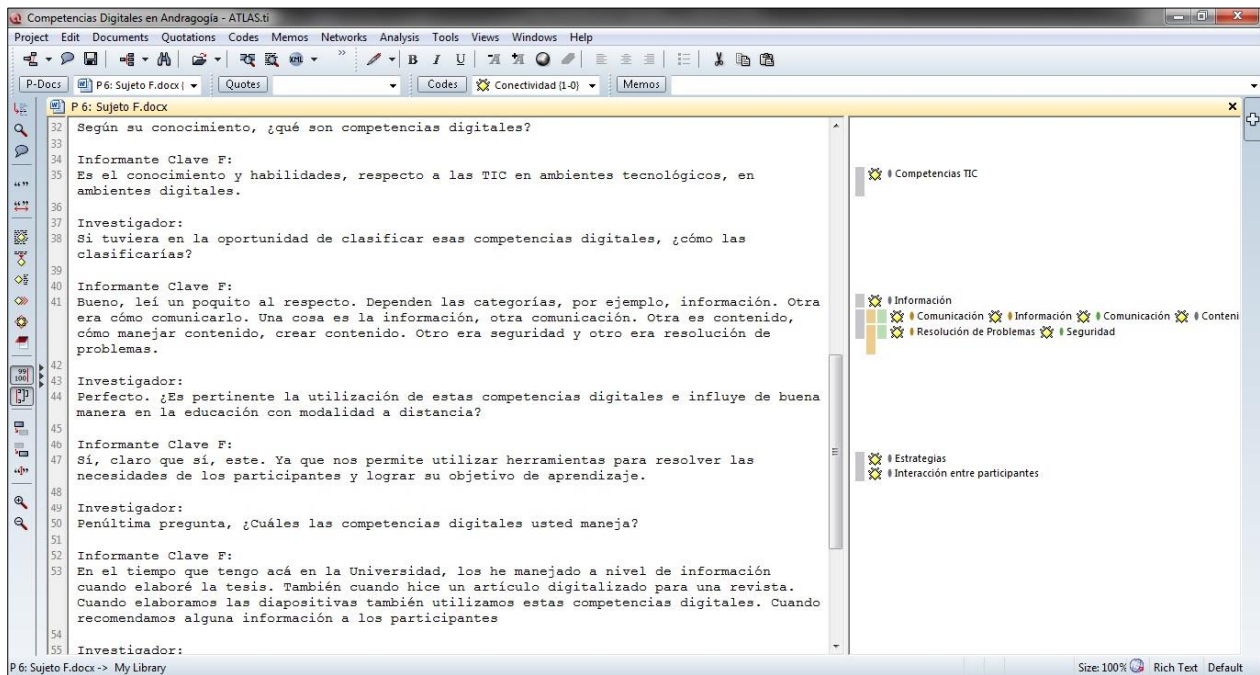 Competencias Digitales en Andragogía - ATLAS.ti
Project Edit Documents Quotations Codes Memos Networks Analysis Tools Views Windows Help
P-Docs P 6: Sujeto F.docx { Quotes Codes Conectividad {1-0} Memos
P 6: Sujeto F.docx
32 Según su conocimiento, ¿qué son competencias digitales?
33
34 Informante Clave F:
35 Es el conocimiento y habilidades, respecto a las TIC en ambientes tecnológicos, en
ambientes digitales.
Competencias TIC
36
37 Investigador:
38 Si tuviera en la oportunidad de clasificar esas competencias digitales, ¿cómo las
clasificarías?
39
40 Informante Clave F:
41 Bueno, leí un poquito al respecto. Dependen las categorías, por ejemplo, información. Otra
era cómo comunicarlo. Una cosa es la información, otra comunicación. Otra es contenido,
cómo manejar contenido, crear contenido. Otro era seguridad y otro era resolución de
problemas.
Información
Comunicación Información Comunicación Conteni
Resolución de Problemas Seguridad
42
43 Investigador:
44 Perfecto. ¿Es pertinente la utilización de estas competencias digitales e influye de buena
manera en la educación con modalidad a distancia?
45
46 Informante Clave F:
47 Sí, claro que sí, este. Ya que nos permite utilizar herramientas para resolver las
necesidades de los participantes y lograr su objetivo de aprendizaje.
Estrategias
Interacción entre participantes
48
49 Investigador:
50 Penúltima pregunta, ¿Cuáles las competencias digitales usted maneja?
51
52 Informante Clave F:
53 En el tiempo que tengo acá en la Universidad, los he manejado a nivel de información
cuando elaboré la tesis. También cuando hice un artículo digitalizado para una revista.
Cuando elaboramos las diapositivas también utilizamos estas competencias digitales. Cuando
recomendamos alguna información a los participantes
54
55 Investigador:
P 6: Sujeto F.docx -> My Library
Size: 100% Rich Text Default